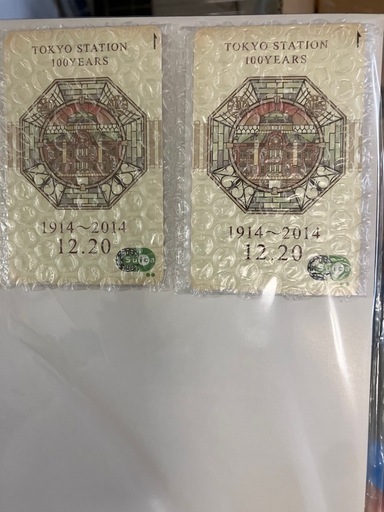 TOKYO STATION
100YEARS
1914～2014
12.20
Suica
TOKYO STATION
100YEARS
1914～2014
12.20